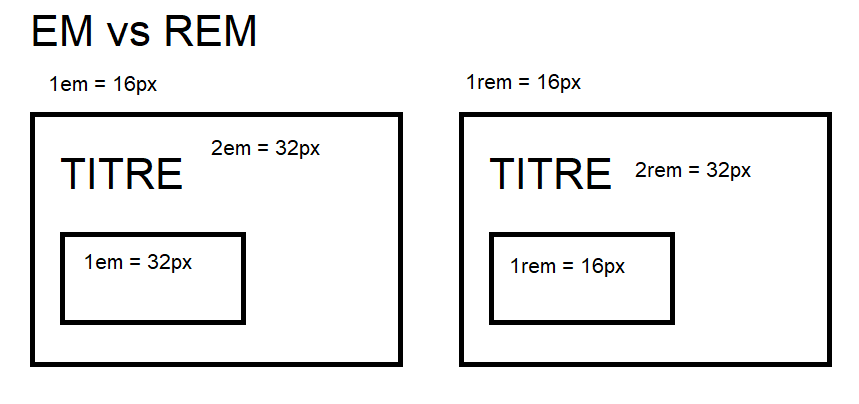 EM vs REM
1em = 16px
1rem = 16px
TITRE
2em = 32px
TITRE
2rem = 32px
1em = 32px
1rem = 16px